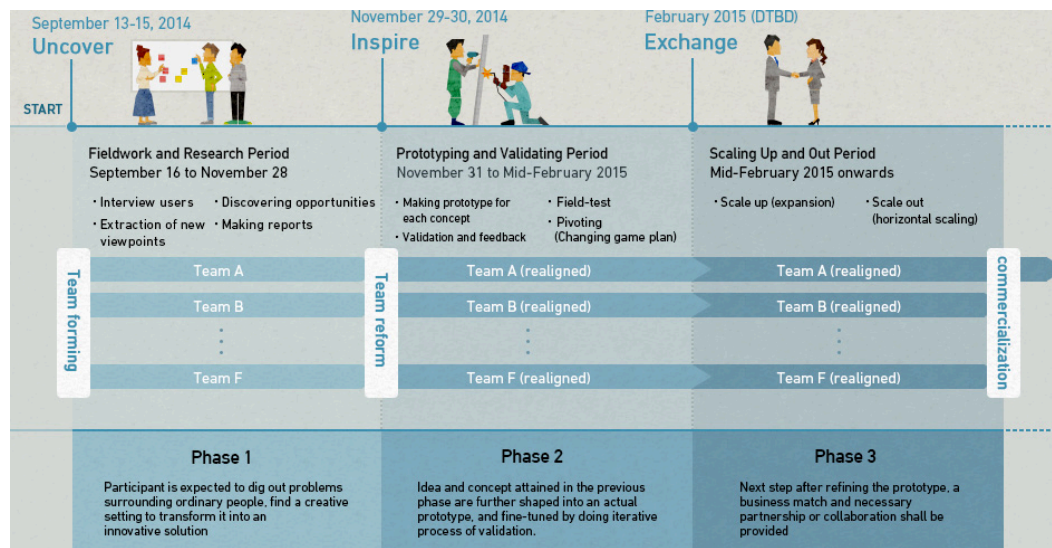 September 13-15, 2014
Uncover
November 29-30, 2014
Inspire
February 2015 (DTBD)
Exchange
START
Fieldwork and Research Period
September 16 to November 28
・Interview users
・Discovering opportunities
・Extraction of new
viewpoints
・Making reports
Prototyping and Validating Period
November 31 to Mid-February 2015
・Making prototype for
each concept
・Validation and feedback
・Field-test
・Pivoting
(Changing game plan)
Scaling Up and Out Period
Mid-February 2015 onwards
・Scale up (expansion)
・Scale out
(horizontal scaling)
Team forming
Team A
Team B
Team F
Team reform
Team A (realigned)
Team B (realigned)
Team F (realigned)
Team A (realigned)
Team B (realigned)
Team F (realigned)
commercialization
Phase 1
Participant is expected to dig out problems
surrounding ordinary people, find a creative
setting to transform it into an
innovative solution
Phase 2
Idea and concept attained in the previous
phase are further shaped into an actual
prototype, and fine-tuned by doing iterative
process of validation.
Phase 3
Next step after refining the prototype, a
business match and necessary
partnership or collaboration shall be
provided